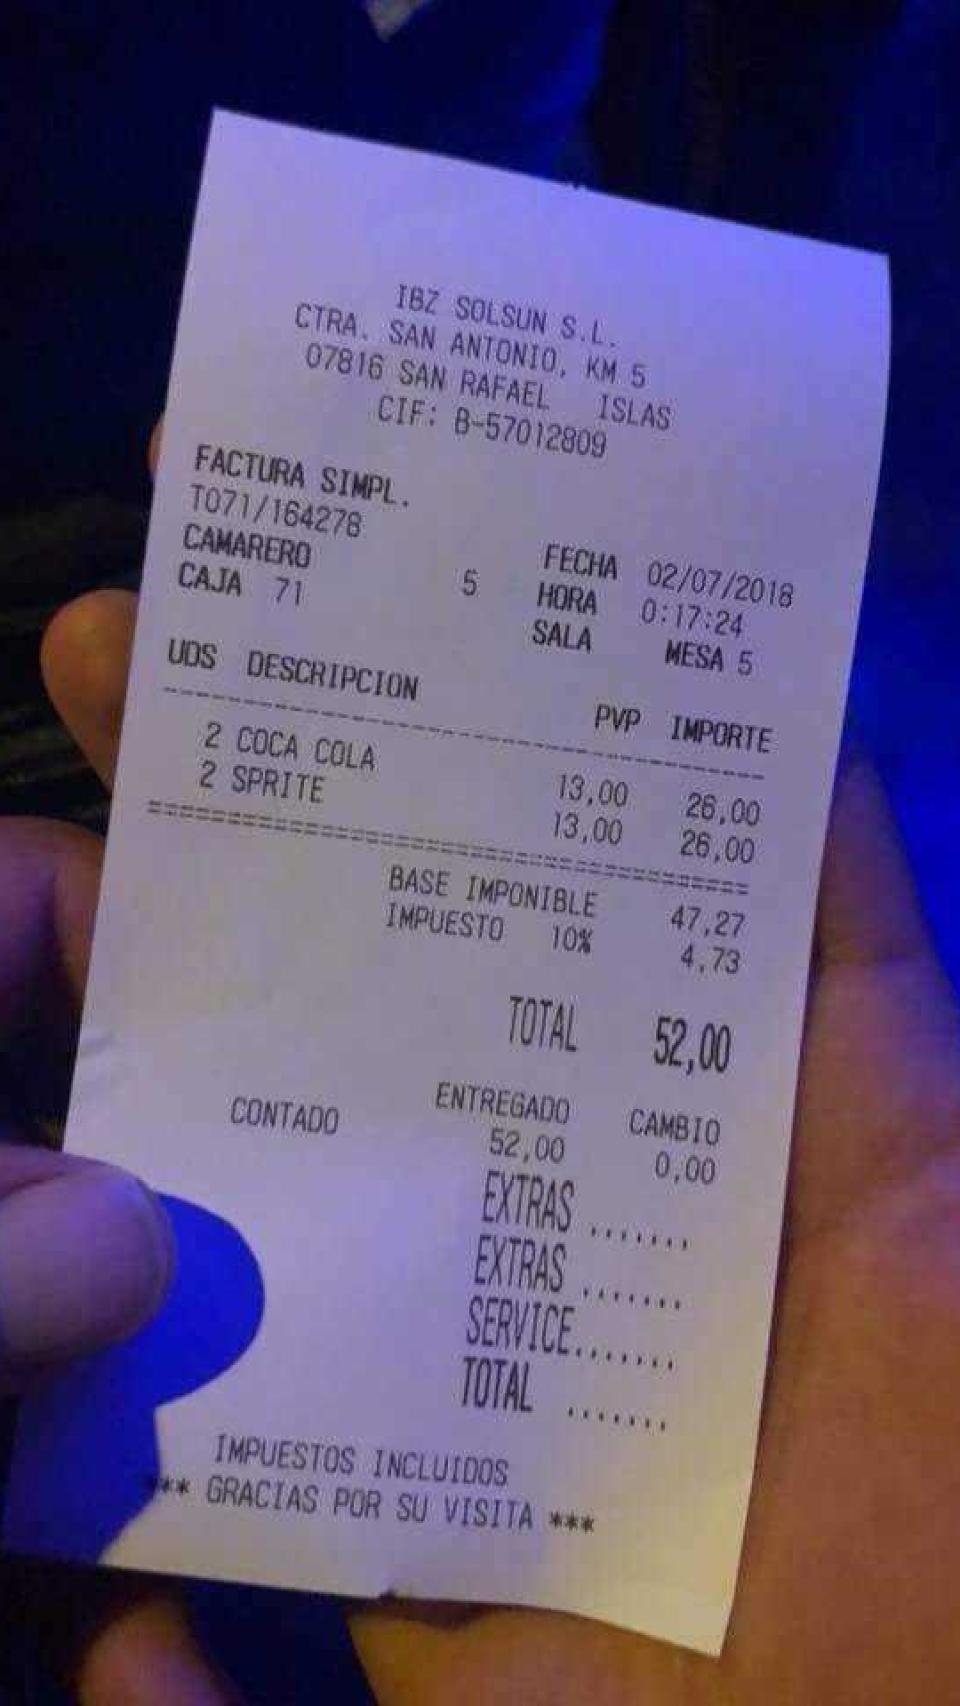 IBZ SOLSUN S.L.
CTRA. SAN ANTONIO, KM 5
07816 SAN RAFAEL ISLAS
CIF: B-57012809
FACTURA SIMPL.
T071/164278
CAMARERO 5 FECHA 02/07/2018
CAJA 71 HORA 0:17:24
SALA MESA 5
UDS DESCRIPCION PVP IMPORTE
2 COCA COLA 13,00 26,00
2 SPRITE 13,00 26,00
BASE IMPONIBLE 47,27
IMPUESTO 10% 4,73
TOTAL 52,00
ENTREGADO CAMBIO
CONTADO 52,00 0,00
EXTRAS .......
EXTRAS .......
SERVICE.......
TOTAL .......
IMPUESTOS INCLUIDOS
*** GRACIAS POR SU VISITA ***